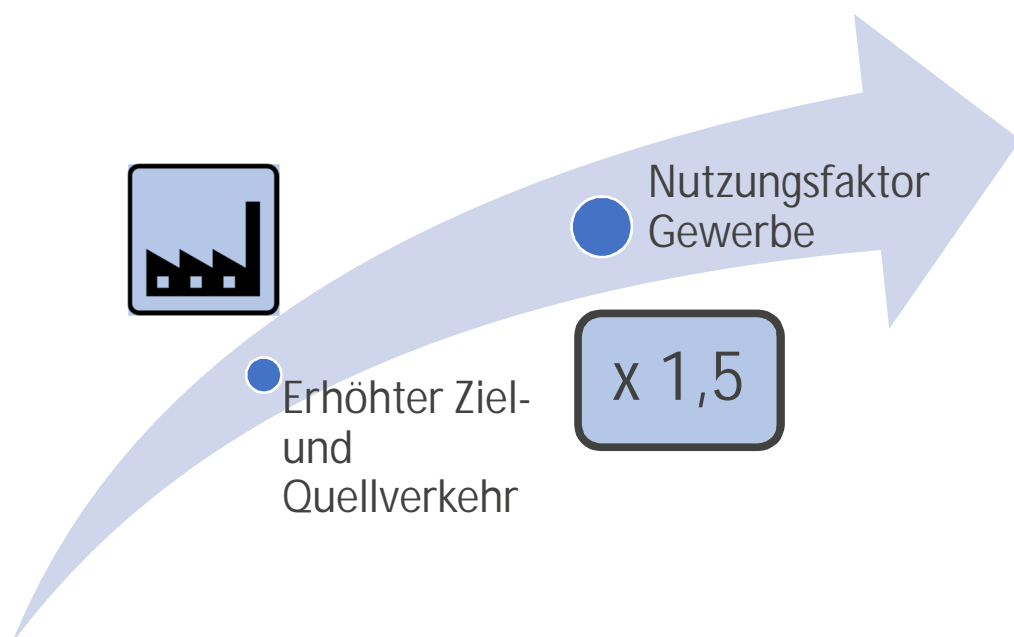 Nutzungsfaktor
Gewerbe
x 1,5
Erhöhter Ziel-
und
Quellverkehr